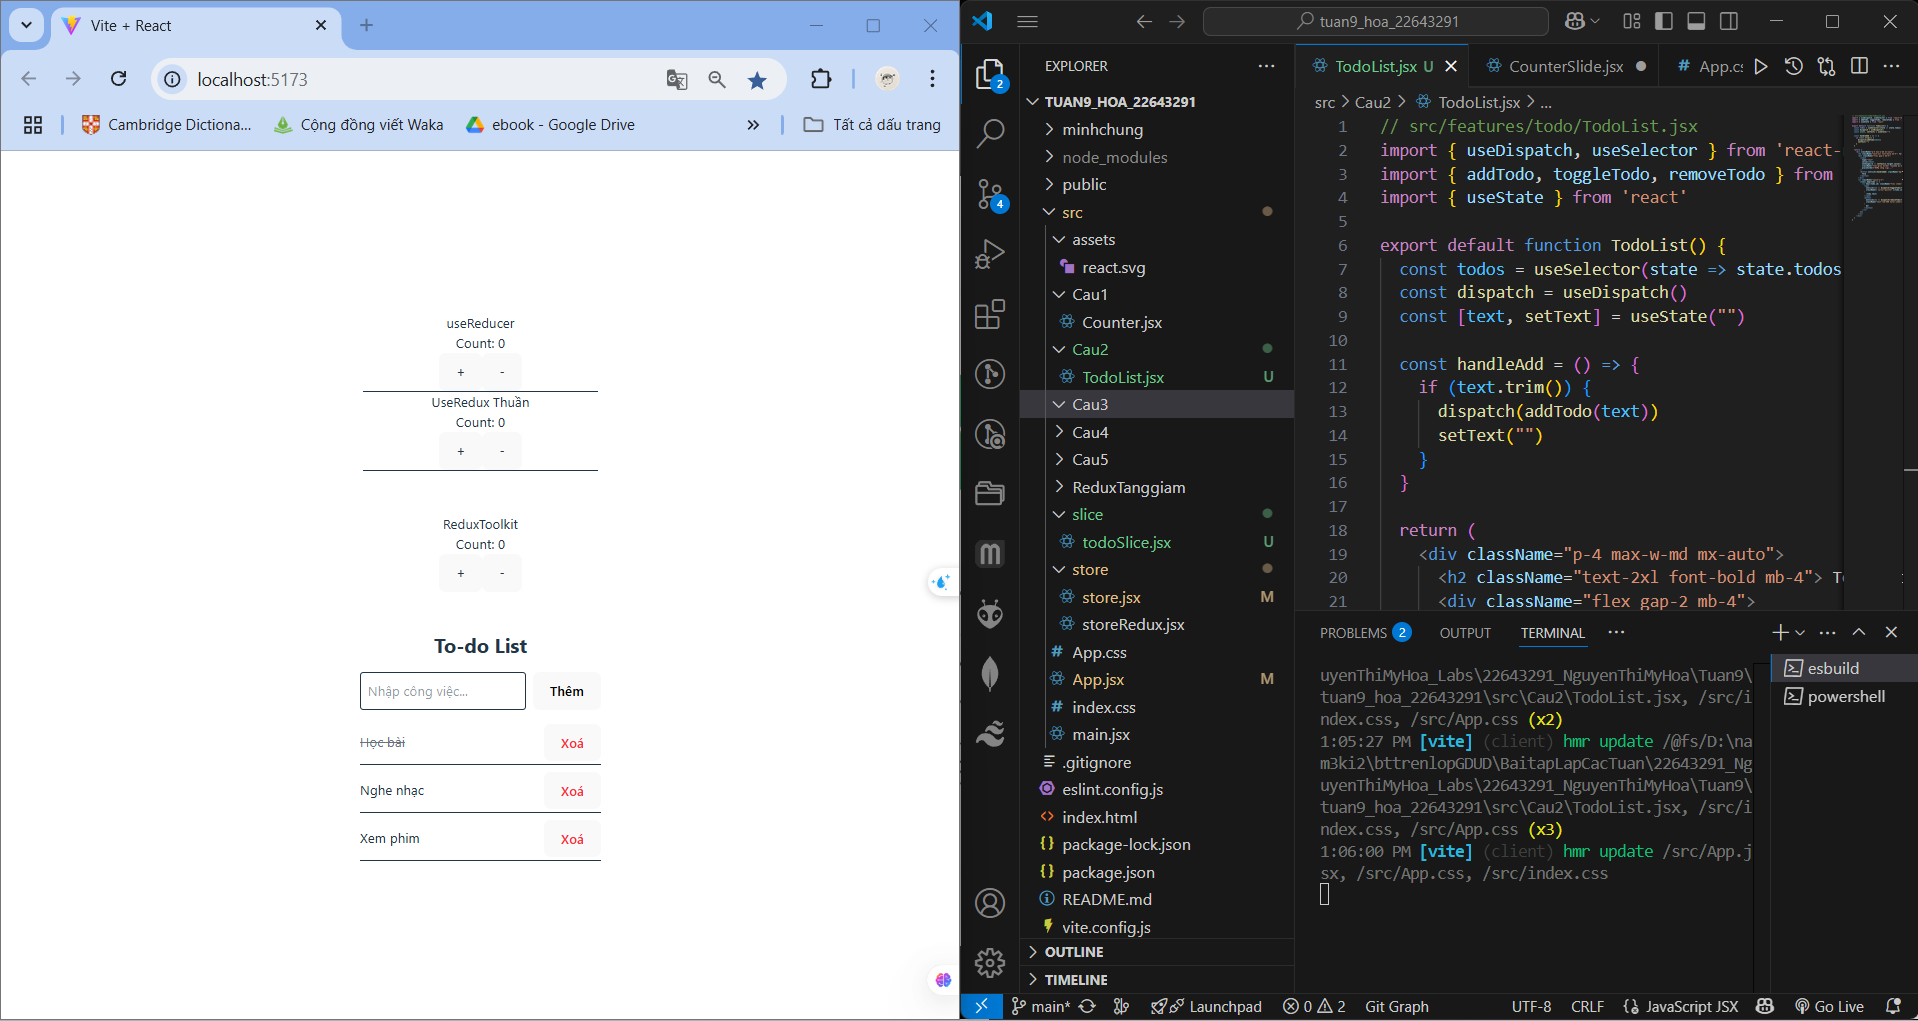 Vite + React
localhost:5173
Cambridge Dictiona...
Cộng đồng viết Waka
ebook - Google Drive
Tất cả dấu trang
useReducer
Count: 0
+ -
UseRedux Thuần
Count: 0
+ -
ReduxToolkit
Count: 0
+ -
To-do List
Nhập công việc...
Thêm
Học bài
Xoá
Nghe nhạc
Xoá
Xem phim
Xoá
tuan9_hoa_22643291
2
4
EXPLORER
TUAN9_HOA_22643291
minhchung
node_modules
public
src
assets
react.svg
Cau1
Counter.jsx
Cau2
TodoList.jsx U
Cau3
Cau4
Cau5
ReduxTanggiam
slice
todoSlice.jsx U
store
store.jsx M
storeRedux.jsx
# App.css
App.jsx M
# index.css
main.jsx
.gitignore
eslint.config.js
<> index.html
{} package-lock.json
{} package.json
README.md
vite.config.js
OUTLINE
TIMELINE
TodoList.jsx U
CounterSlide.jsx
# App.cs
src > Cau2 > TodoList.jsx > ...
1 // src/features/todo/TodoList.jsx
2 import { useDispatch, useSelector } from 'react-
3 import { addTodo, toggleTodo, removeTodo } from
4 import { useState } from 'react'
5
6 export default function TodoList() {
7 const todos = useSelector(state => state.todos
8 const dispatch = useDispatch()
9 const [text, setText] = useState("")
10
11 const handleAdd = () => {
12 if (text.trim()) {
13 dispatch(addTodo(text))
14 setText("")
15 }
16 }
17
18 return (
19 <div className="p-4 max-w-md mx-auto">
20 <h2 className="text-2xl font-bold mb-4"> T
21 <div className="flex gap-2 mb-4">
PROBLEMS 2
OUTPUT
TERMINAL
uyenThiMyHoa_Labs\22643291_NguyenThiMyHoa\Tuan9\
tuan9_hoa_22643291\src\Cau2\TodoList.jsx, /src/i
ndex.css, /src/App.css (x2)
1:05:27 PM [vite] (client) hmr update /@fs/D:\na
m3ki2\bttrenlopGDUD\BaitapLapCacTuan\22643291_Ng
uyenThiMyHoa_Labs\22643291_NguyenThiMyHoa\Tuan9\
tuan9_hoa_22643291\src\Cau2\TodoList.jsx, /src/i
ndex.css, /src/App.css (x3)
1:06:00 PM [vite] (client) hmr update /src/App.j
sx, /src/App.css, /src/index.css
esbuild
powershell
main*
Launchpad
0 2
Git Graph
UTF-8
CRLF
{} JavaScript JSX
Go Live